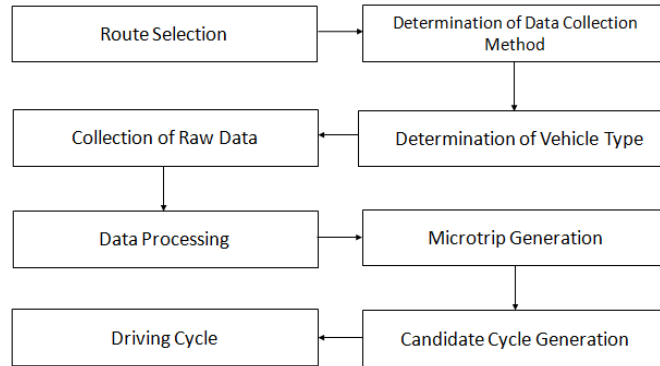 Route Selection
Determination of Data Collection
Method
Determination of Vehicle Type
Collection of Raw Data
Data Processing
Microtrip Generation
Candidate Cycle Generation
Driving Cycle